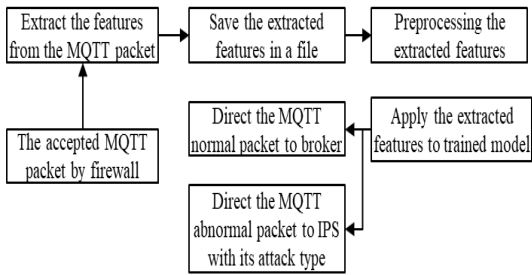 Extract the features
from the MQTT packet
Save the extracted
features in a file
Preprocessing the
extracted features
The accepted MQTT
packet by firewall
Direct the MQTT
normal packet to broker
Apply the extracted
features to trained model
Direct the MQTT
abnormal packet to IPS
with its attack type